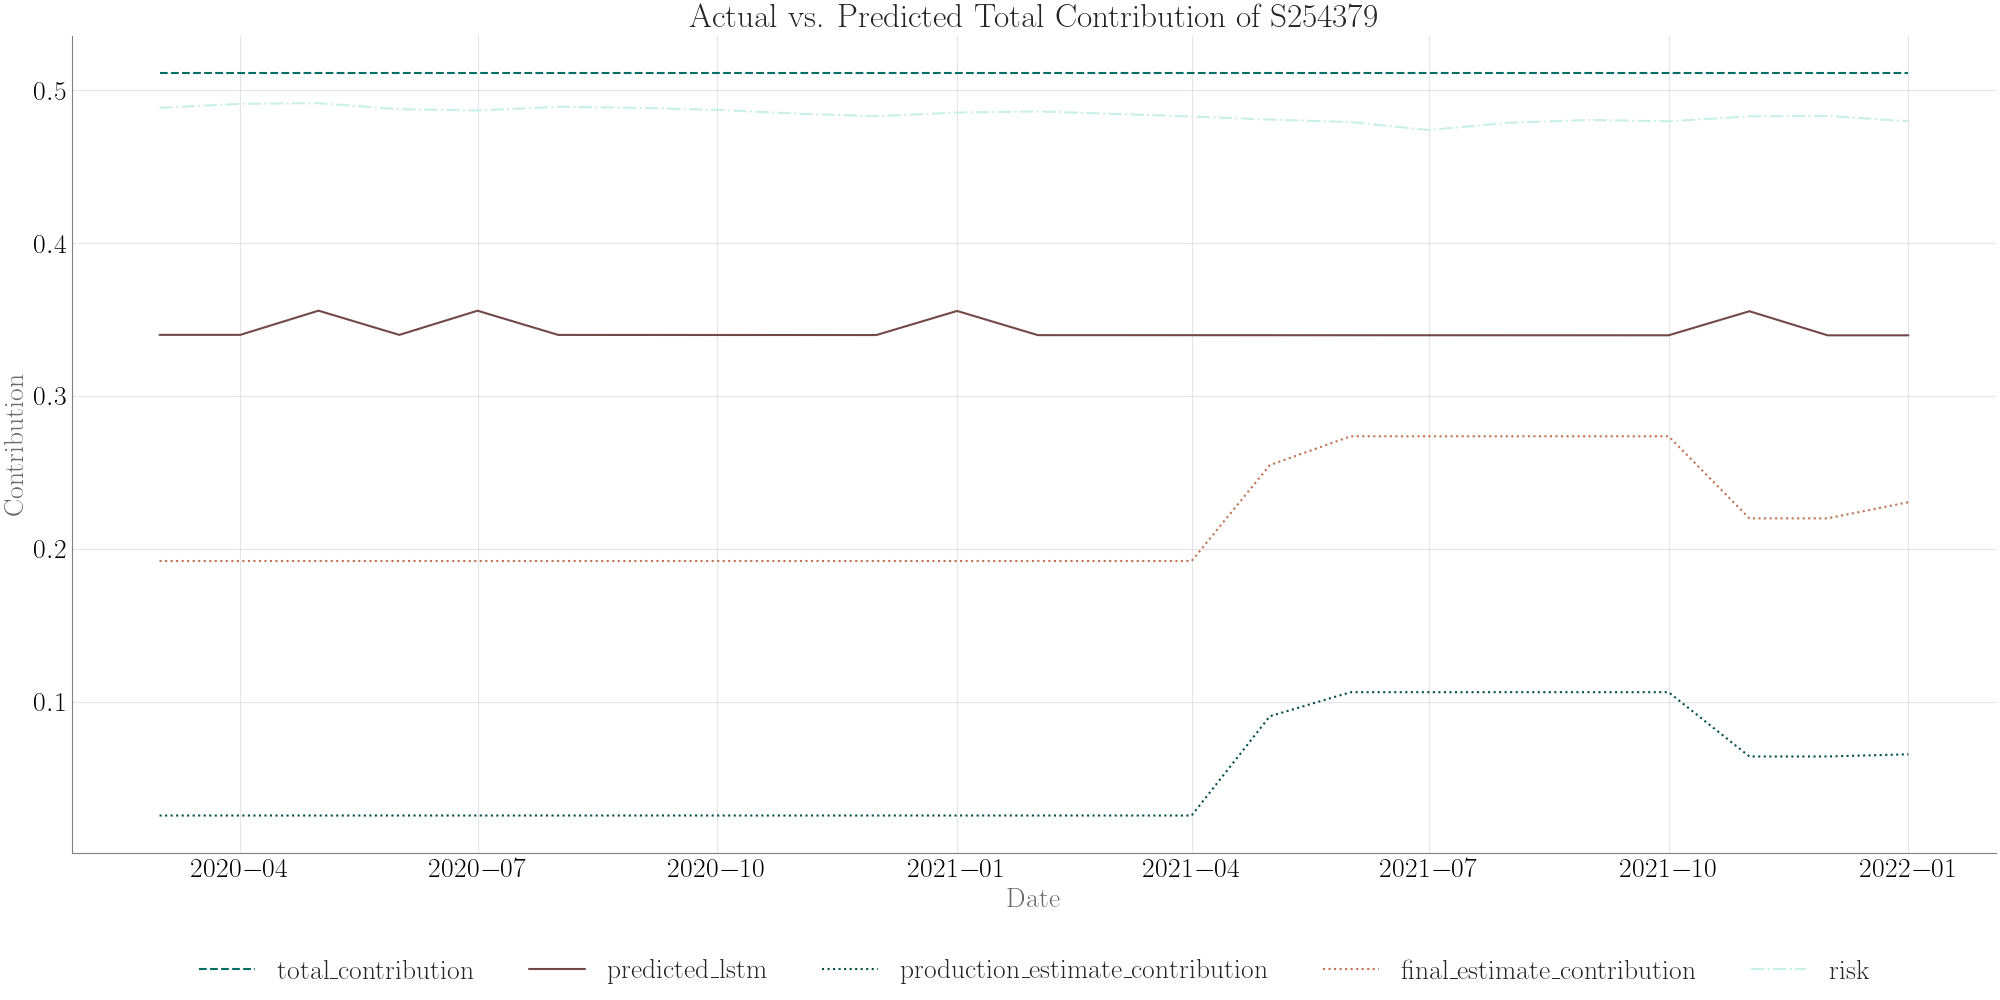 Actual vs. Predicted Total Contribution of S254379
0.5
0.4
0.3
0.2
0.1
Contribution
2020–04 2020–07 2020–10 2021–01 2021–04 2021–07 2021–10 2022–01
Date
total_contribution predicted_lstm production_estimate_contribution final_estimate_contribution risk